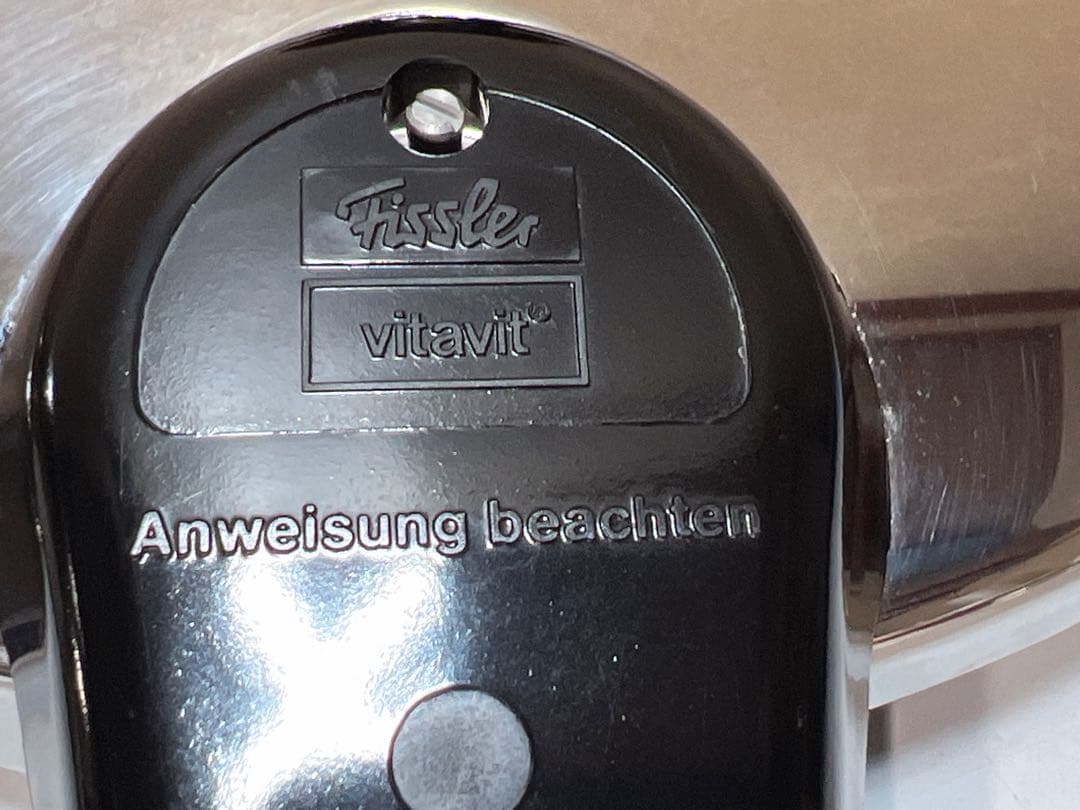 Fissler
vitavit®
Anweisung beachten